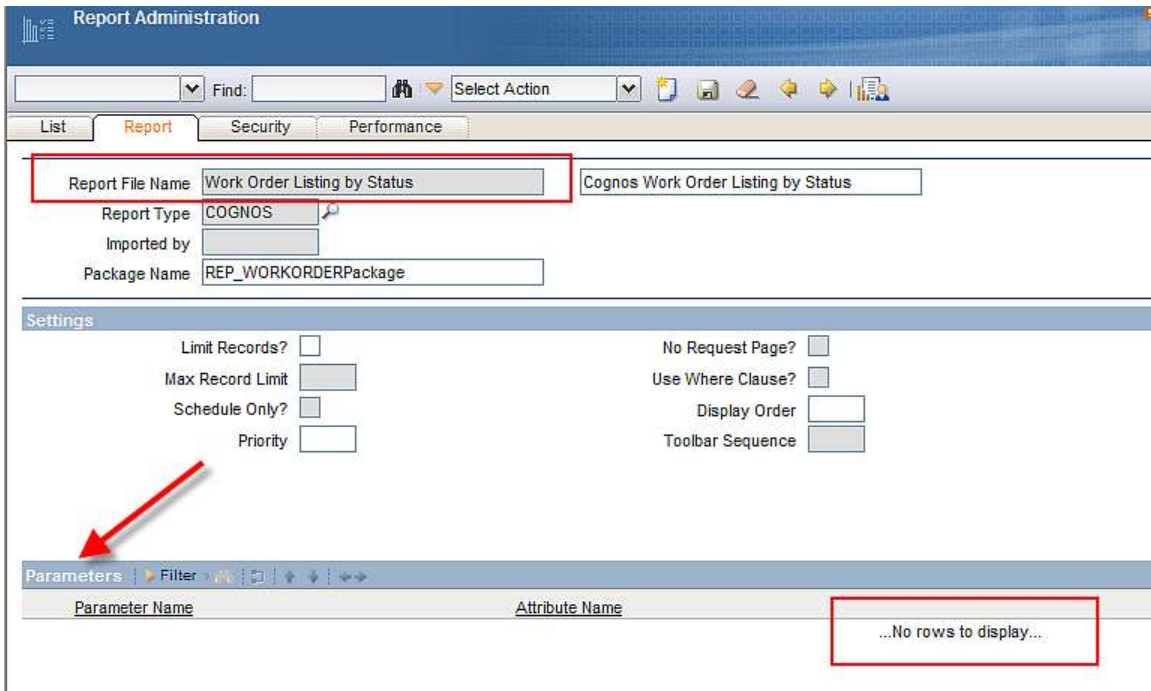 Report Administration
Find: Select Action
List Report Security Performance
Report File Name Work Order Listing by Status Cognos Work Order Listing by Status
Report Type COGNOS
Imported by
Package Name REP_WORKORDERPackage
Settings
Limit Records? No Request Page?
Max Record Limit Use Where Clause?
Schedule Only? Display Order
Priority Toolbar Sequence
Parameters Filter
Parameter Name Attribute Name
...No rows to display...